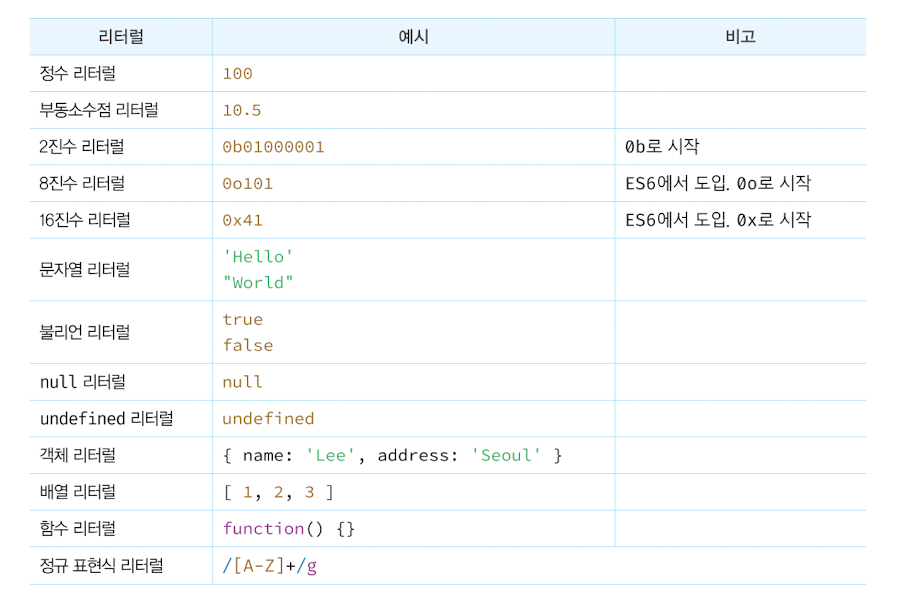 리터럴 예시 비고
정수 리터럴 100
부동소수점 리터럴 10.5
2진수 리터럴 0b01000001 0b로 시작
8진수 리터럴 0o101 ES6에서 도입. 0o로 시작
16진수 리터럴 0x41 ES6에서 도입. 0x로 시작
문자열 리터럴 'Hello'
"World"
불리언 리터럴 true
false
null 리터럴 null
undefined 리터럴 undefined
객체 리터럴 { name: 'Lee', address: 'Seoul' }
배열 리터럴 [ 1, 2, 3 ]
함수 리터럴 function() {}
정규 표현식 리터럴 /[A-Z]+/g